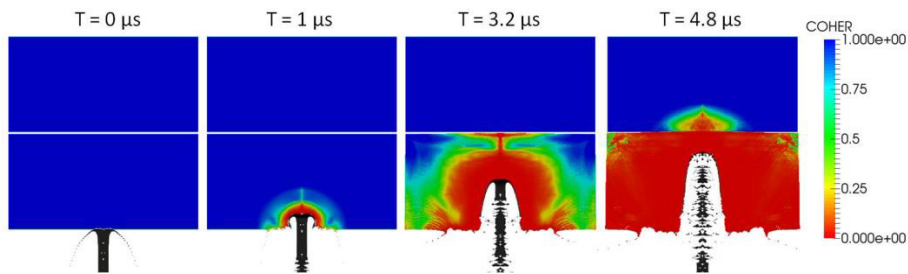 T = 0 µs
T = 1 µs
T = 3.2 µs
T = 4.8 µs
COHER
1.000e+00
0.75
0.5
0.25
0.000e+00